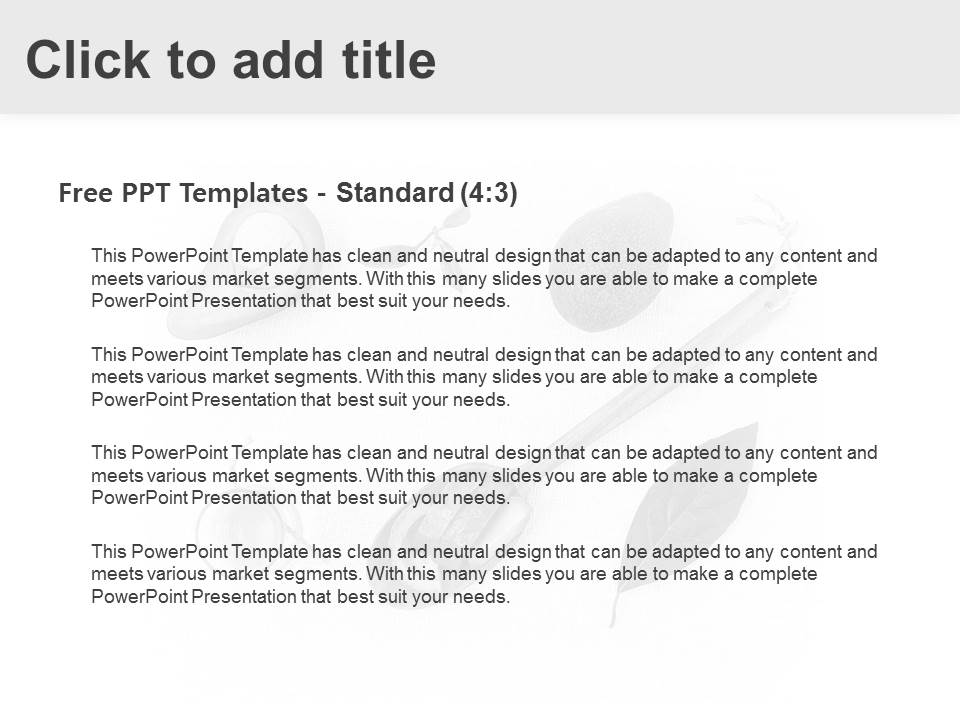 Click to add title
Free PPT Templates - Standard (4:3)
This PowerPoint Template has clean and neutral design that can be adapted to any content and
meets various market segments. With this many slides you are able to make a complete
PowerPoint Presentation that best suit your needs.
This PowerPoint Template has clean and neutral design that can be adapted to any content and
meets various market segments. With this many slides you are able to make a complete
PowerPoint Presentation that best suit your needs.
This PowerPoint Template has clean and neutral design that can be adapted to any content and
meets various market segments. With this many slides you are able to make a complete
PowerPoint Presentation that best suit your needs.
This PowerPoint Template has clean and neutral design that can be adapted to any content and
meets various market segments. With this many slides you are able to make a complete
PowerPoint Presentation that best suit your needs.